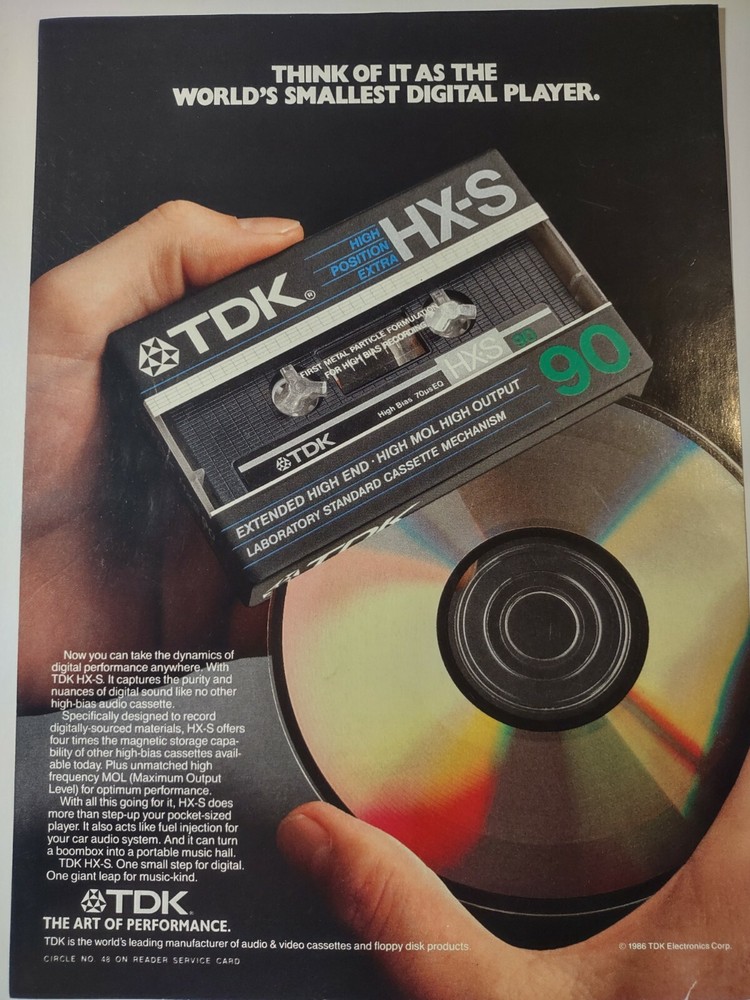 THINK OF IT AS THE
WORLD'S SMALLEST DIGITAL PLAYER.
TDK®
HIGH
POSITION
EXTRA
HX-S
FIRST METAL PARTICLE FORMULATION
FOR HIGH BIAS RECORDING
HX-S 90
High Bias 70µs EQ
TDK
90
EXTENDED HIGH END · HIGH MOL HIGH OUTPUT
LABORATORY STANDARD CASSETTE MECHANISM
TDK
Now you can take the dynamics of
digital performance anywhere. With
TDK HX-S. It captures the purity and
nuances of digital sound like no other
high-bias audio cassette.
Specifically designed to record
digitally-sourced materials, HX-S offers
four times the magnetic storage capa-
bility of other high-bias cassettes avail-
able today. Plus unmatched high
frequency MOL (Maximum Output
Level) for optimum performance.
With all this going for it, HX-S does
more than step-up your pocket-sized
player. It also acts like fuel injection for
your car audio system. And it can turn
a boombox into a portable music hall.
TDK HX-S. One small step for digital.
One giant leap for music-kind.
TDK®
THE ART OF PERFORMANCE.
TDK is the world's leading manufacturer of audio & video cassettes and floppy disk products.
© 1986 TDK Electronics Corp.
CIRCLE NO. 48 ON READER SERVICE CARD